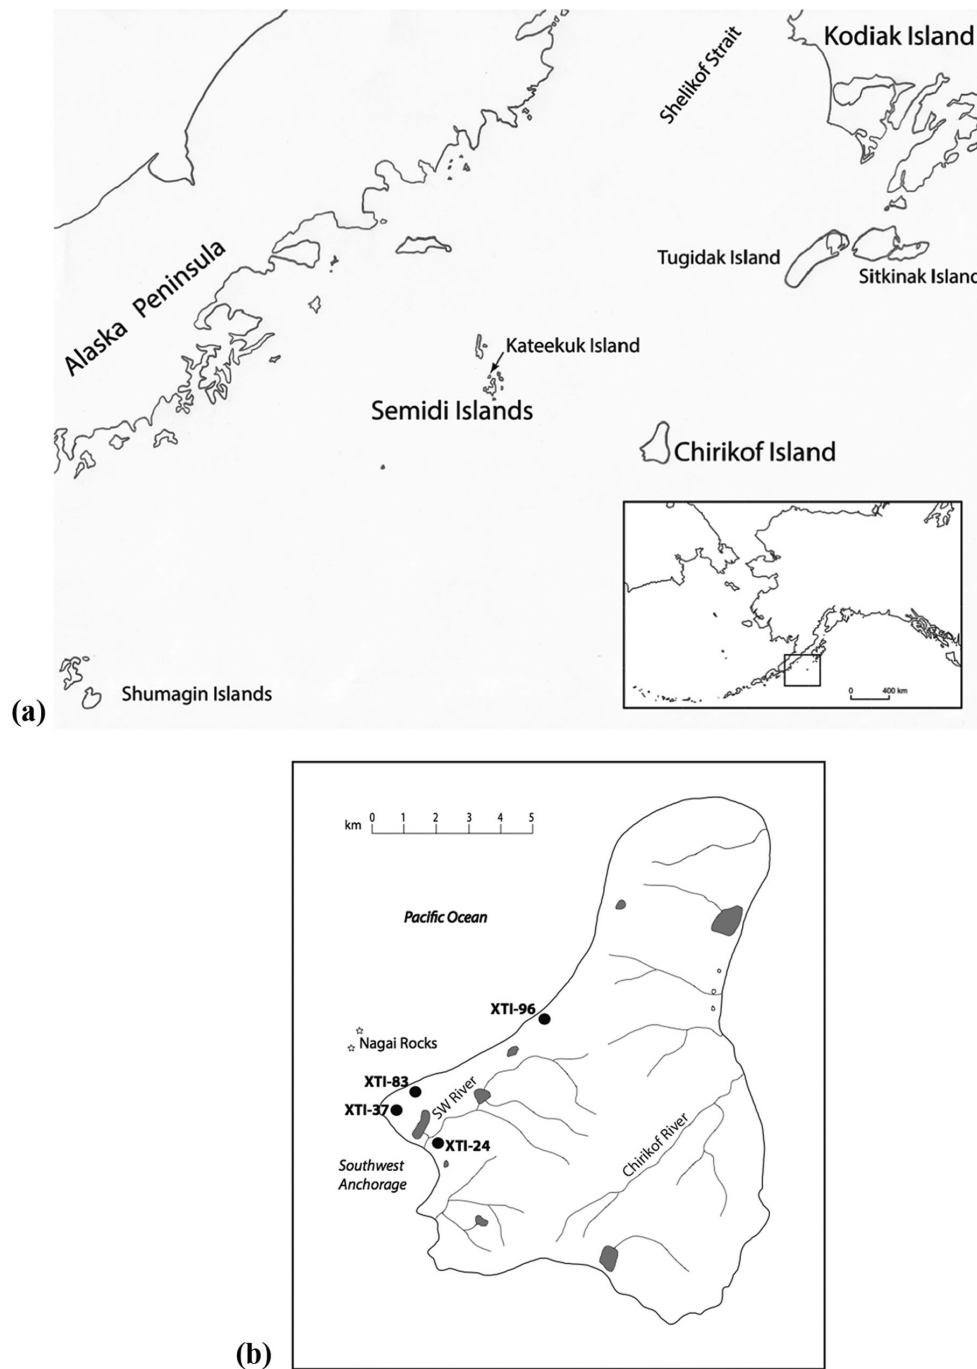 Kodiak Island
Shelikof Strait
Alaska Peninsula
Tugidak Island
Sitkinak Island
Kateekuk Island
Semidi Islands
Chirikof Island
0 400 km
Shumagin Islands
(a)
km 0 1 2 3 4 5
Pacific Ocean
XTI-96
Nagai Rocks
XTI-83
SW River
XTI-37
XTI-24
Chirikof River
Southwest
Anchorage
(b)